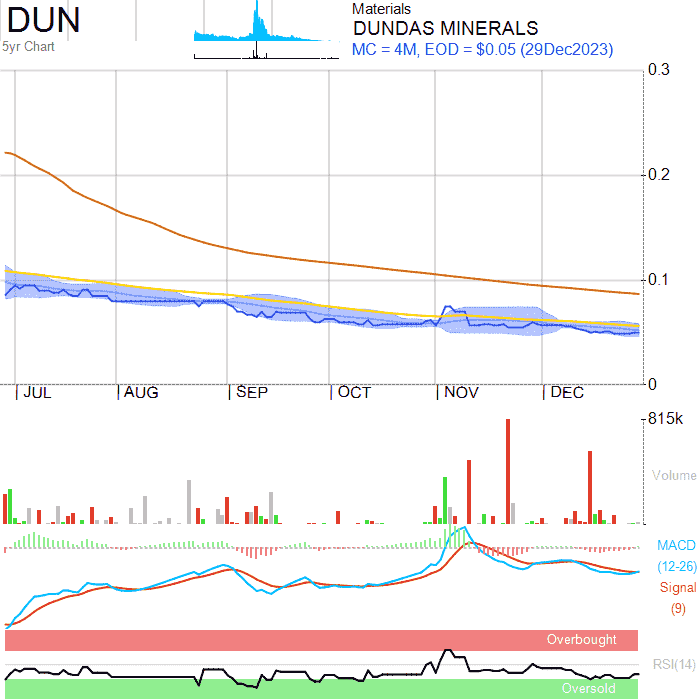 DUN
5yr Chart
Materials
DUNDAS MINERALS
MC = 4M, EOD = $0.05 (29Dec2023)
0.3
0.2
0.1
0
JUL AUG SEP OCT NOV DEC
815k
Volume
MACD
(12-26)
Signal
(9)
Overbought
RSI(14)
Oversold